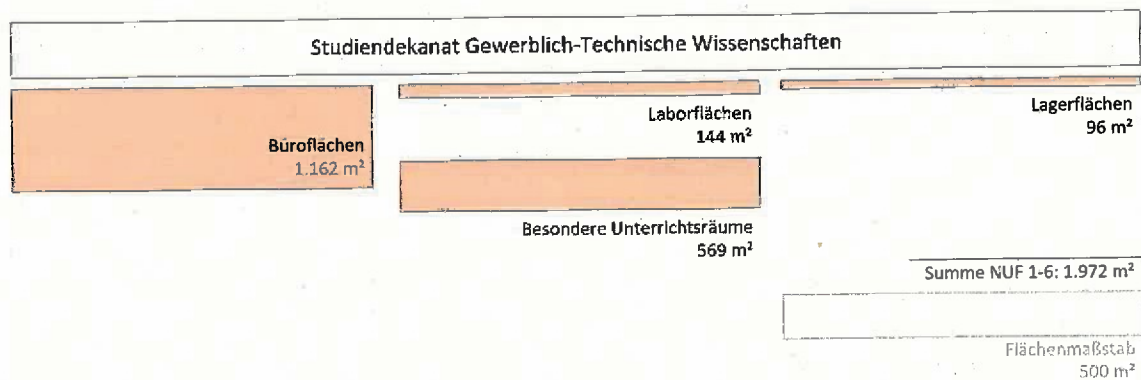 Studiendekanat Gewerblich-Technische Wissenschaften
Büroflächen
1.162 m²
Laborflächen
144 m²
Besondere Unterrichtsräume
569 m²
Lagerflächen
96 m²
Summe NUF 1-6: 1.972 m²
Flächenmaßstab
500 m²